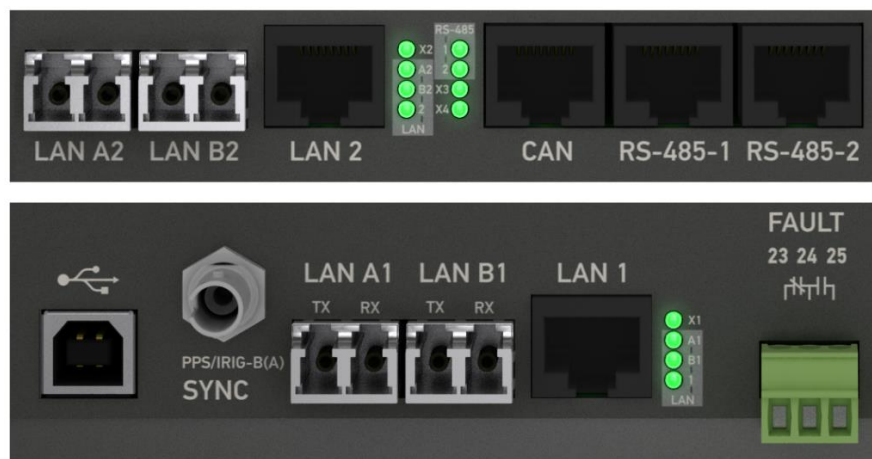 RS-485
X2 1
A2 2
B2 X3
2 X4
LAN
LAN A2 LAN B2 LAN 2 CAN RS-485-1 RS-485-2
FAULT
23 24 25
LAN A1 LAN B1 LAN 1
TX RX TX RX
X1
A1
B1
1
LAN
PPS/IRIG-B(A)
SYNC